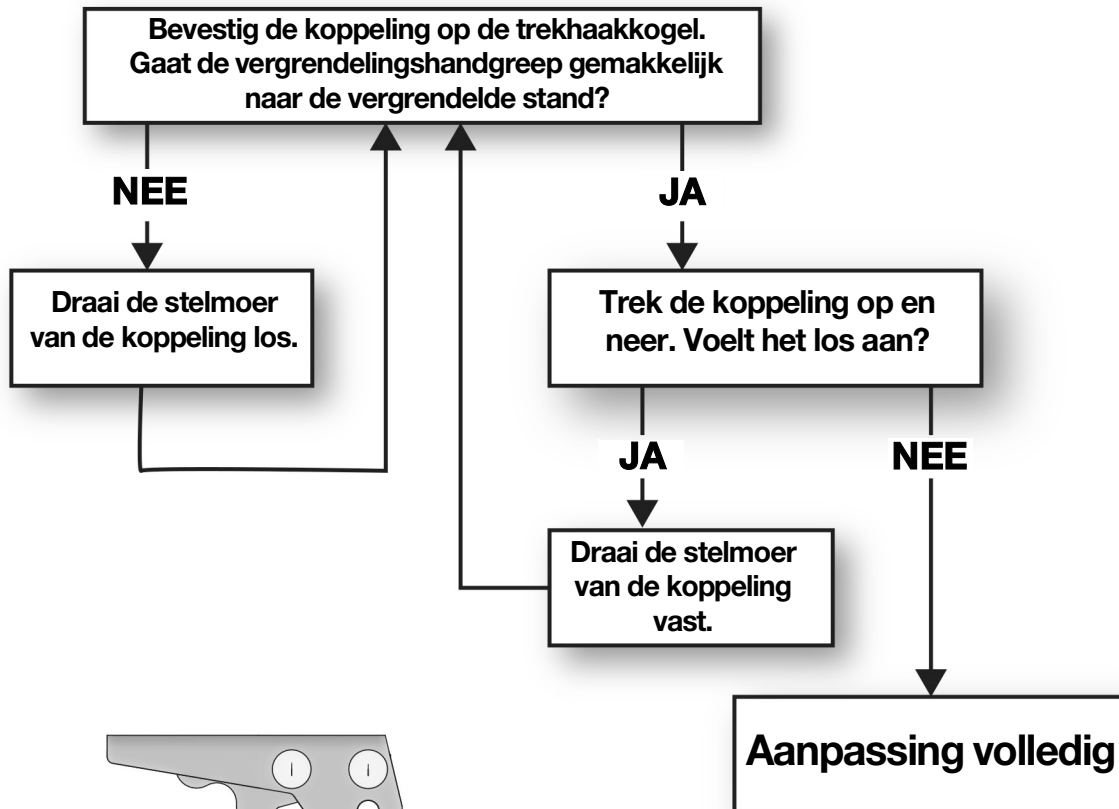 Bevestig de koppeling op de trekhaakkogel.
Gaat de vergrendelingshandgreep gemakkelijk
naar de vergrendelde stand?
NEE
JA
Draai de stelmoer
van de koppeling los.
Trek de koppeling op en
neer. Voelt het los aan?
JA
NEE
Draai de stelmoer
van de koppeling
vast.
Aanpassing volledig